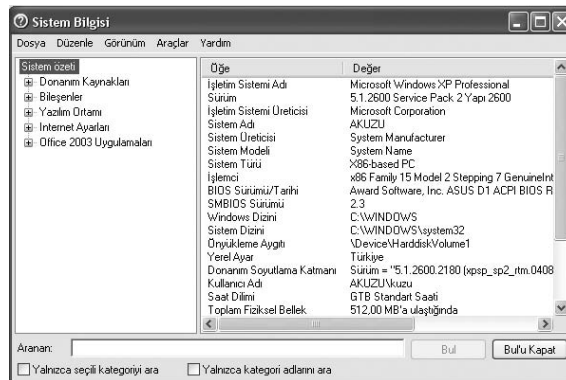 Sistem Bilgisi
Dosya Düzenle Görünüm Araçlar Yardım
Sistem özeti
Donanım Kaynakları
Bileşenler
Yazılım Ortamı
Internet Ayarları
Office 2003 Uygulamaları
Öğe Değer
İşletim Sistemi Adı Microsoft Windows XP Professional
Sürüm 5.1.2600 Service Pack 2 Yapı 2600
İşletim Sistemi Üreticisi Microsoft Corporation
Sistem Adı AKUZU
Sistem Üreticisi System Manufacturer
Sistem Modeli System Name
Sistem Türü X86-based PC
İşlemci x86 Family 15 Model 2 Stepping 7 GenuineInt
BIOS Sürümü/Tarihi Award Software, Inc. ASUS D1 ACPI BIOS R
SMBIOS Sürümü 2.3
Windows Dizini C:\WINDOWS
Sistem Dizini C:\WINDOWS\system32
Önyükleme Aygıtı \Device\HarddiskVolume1
Yerel Ayar Türkiye
Donanım Soyutlama Katmanı Sürüm = "5.1.2600.2180 (xpsp_sp2_rtm.0408
Kullanıcı Adı AKUZU\kuzu
Saat Dilimi GTB Standart Saati
Toplam Fiziksel Bellek 512,00 MB'a ulaştığında
Aranan: Bul Bul'u Kapat
Yalnızca seçili kategoriyi ara Yalnızca kategori adlarını ara